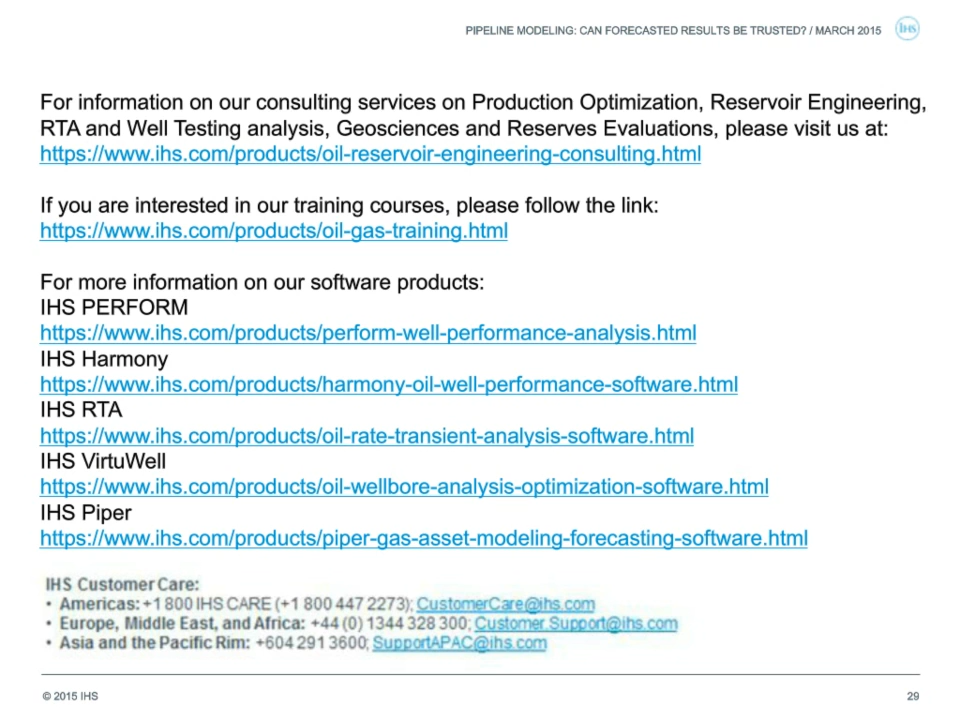 PIPELINE MODELING: CAN FORECASTED RESULTS BE TRUSTED? / MARCH 2015
IHS
For information on our consulting services on Production Optimization, Reservoir Engineering,
RTA and Well Testing analysis, Geosciences and Reserves Evaluations, please visit us at:
https://www.ihs.com/products/oil-reservoir-engineering-consulting.html
If you are interested in our training courses, please follow the link:
https://www.ihs.com/products/oil-gas-training.html
For more information on our software products:
IHS PERFORM
https://www.ihs.com/products/perform-well-performance-analysis.html
IHS Harmony
https://www.ihs.com/products/harmony-oil-well-performance-software.html
IHS RTA
https://www.ihs.com/products/oil-rate-transient-analysis-software.html
IHS VirtuWell
https://www.ihs.com/products/oil-wellbore-analysis-optimization-software.html
IHS Piper
https://www.ihs.com/products/piper-gas-asset-modeling-forecasting-software.html
IHS Customer Care:
• Americas: +1 800 IHS CARE (+1 800 447 2273); CustomerCare@ihs.com
• Europe, Middle East, and Africa: +44 (0) 1344 328 300; Customer.Support@ihs.com
• Asia and the Pacific Rim: +604 291 3600; SupportAPAC@ihs.com
© 2015 IHS
29